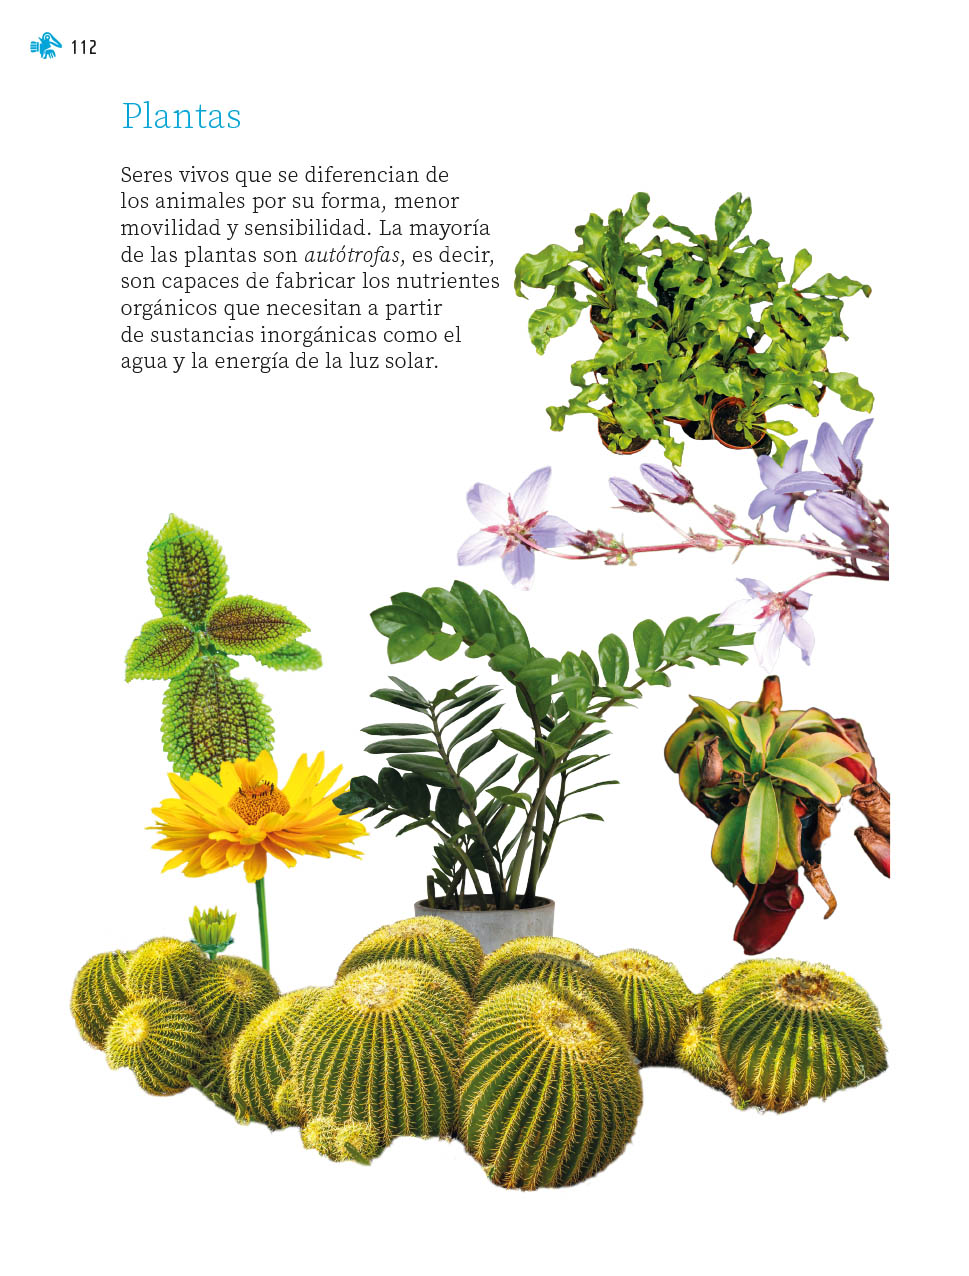 112
Plantas
Seres vivos que se diferencian de
los animales por su forma, menor
movilidad y sensibilidad. La mayoría
de las plantas son autótrofas, es decir,
son capaces de fabricar los nutrientes
orgánicos que necesitan a partir
de sustancias inorgánicas como el
agua y la energía de la luz solar.